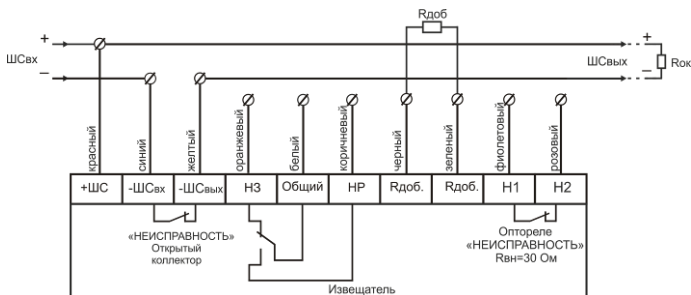 Rдоб
+
+
ШСвх
ШСвых
Rок
–
–
красный
синий
желтый
оранжевый
белый
коричневый
черный
зеленый
фиолетовый
розовый
+ШС
-ШСвх
-ШСвых
НЗ
Общий
НР
Rдоб.
Rдоб.
Н1
Н2
«НЕИСПРАВНОСТЬ»
Открытый
коллектор
Оптореле
«НЕИСПРАВНОСТЬ»
Rвн=30 Ом
Извещатель